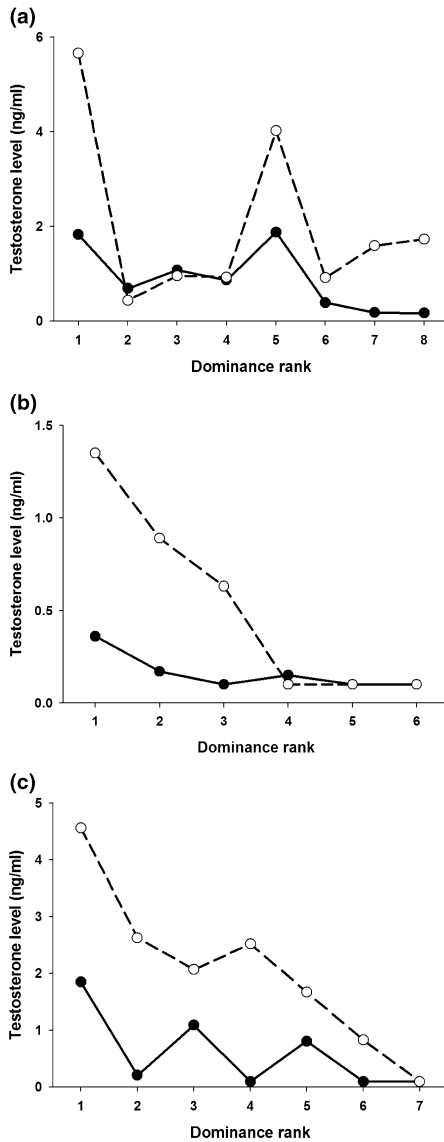 (a)
Testosterone level (ng/ml)
6
4
2
0
1 2 3 4 5 6 7 8
Dominance rank
(b)
Testosterone level (ng/ml)
1.5
1.0
0.5
0.0
1 2 3 4 5 6
Dominance rank
(c)
Testosterone level (ng/ml)
5
4
3
2
1
0
1 2 3 4 5 6 7
Dominance rank